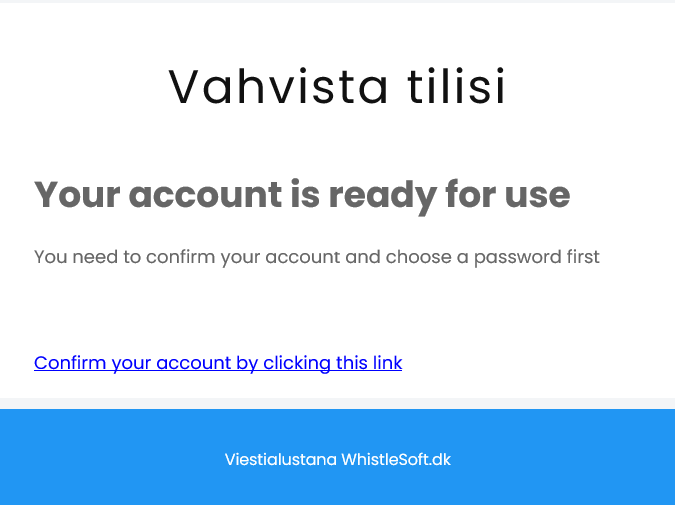 Vahvista tilisi
Your account is ready for use
You need to confirm your account and choose a password first
Confirm your account by clicking this link
Viestialustana WhistleSoft.dk